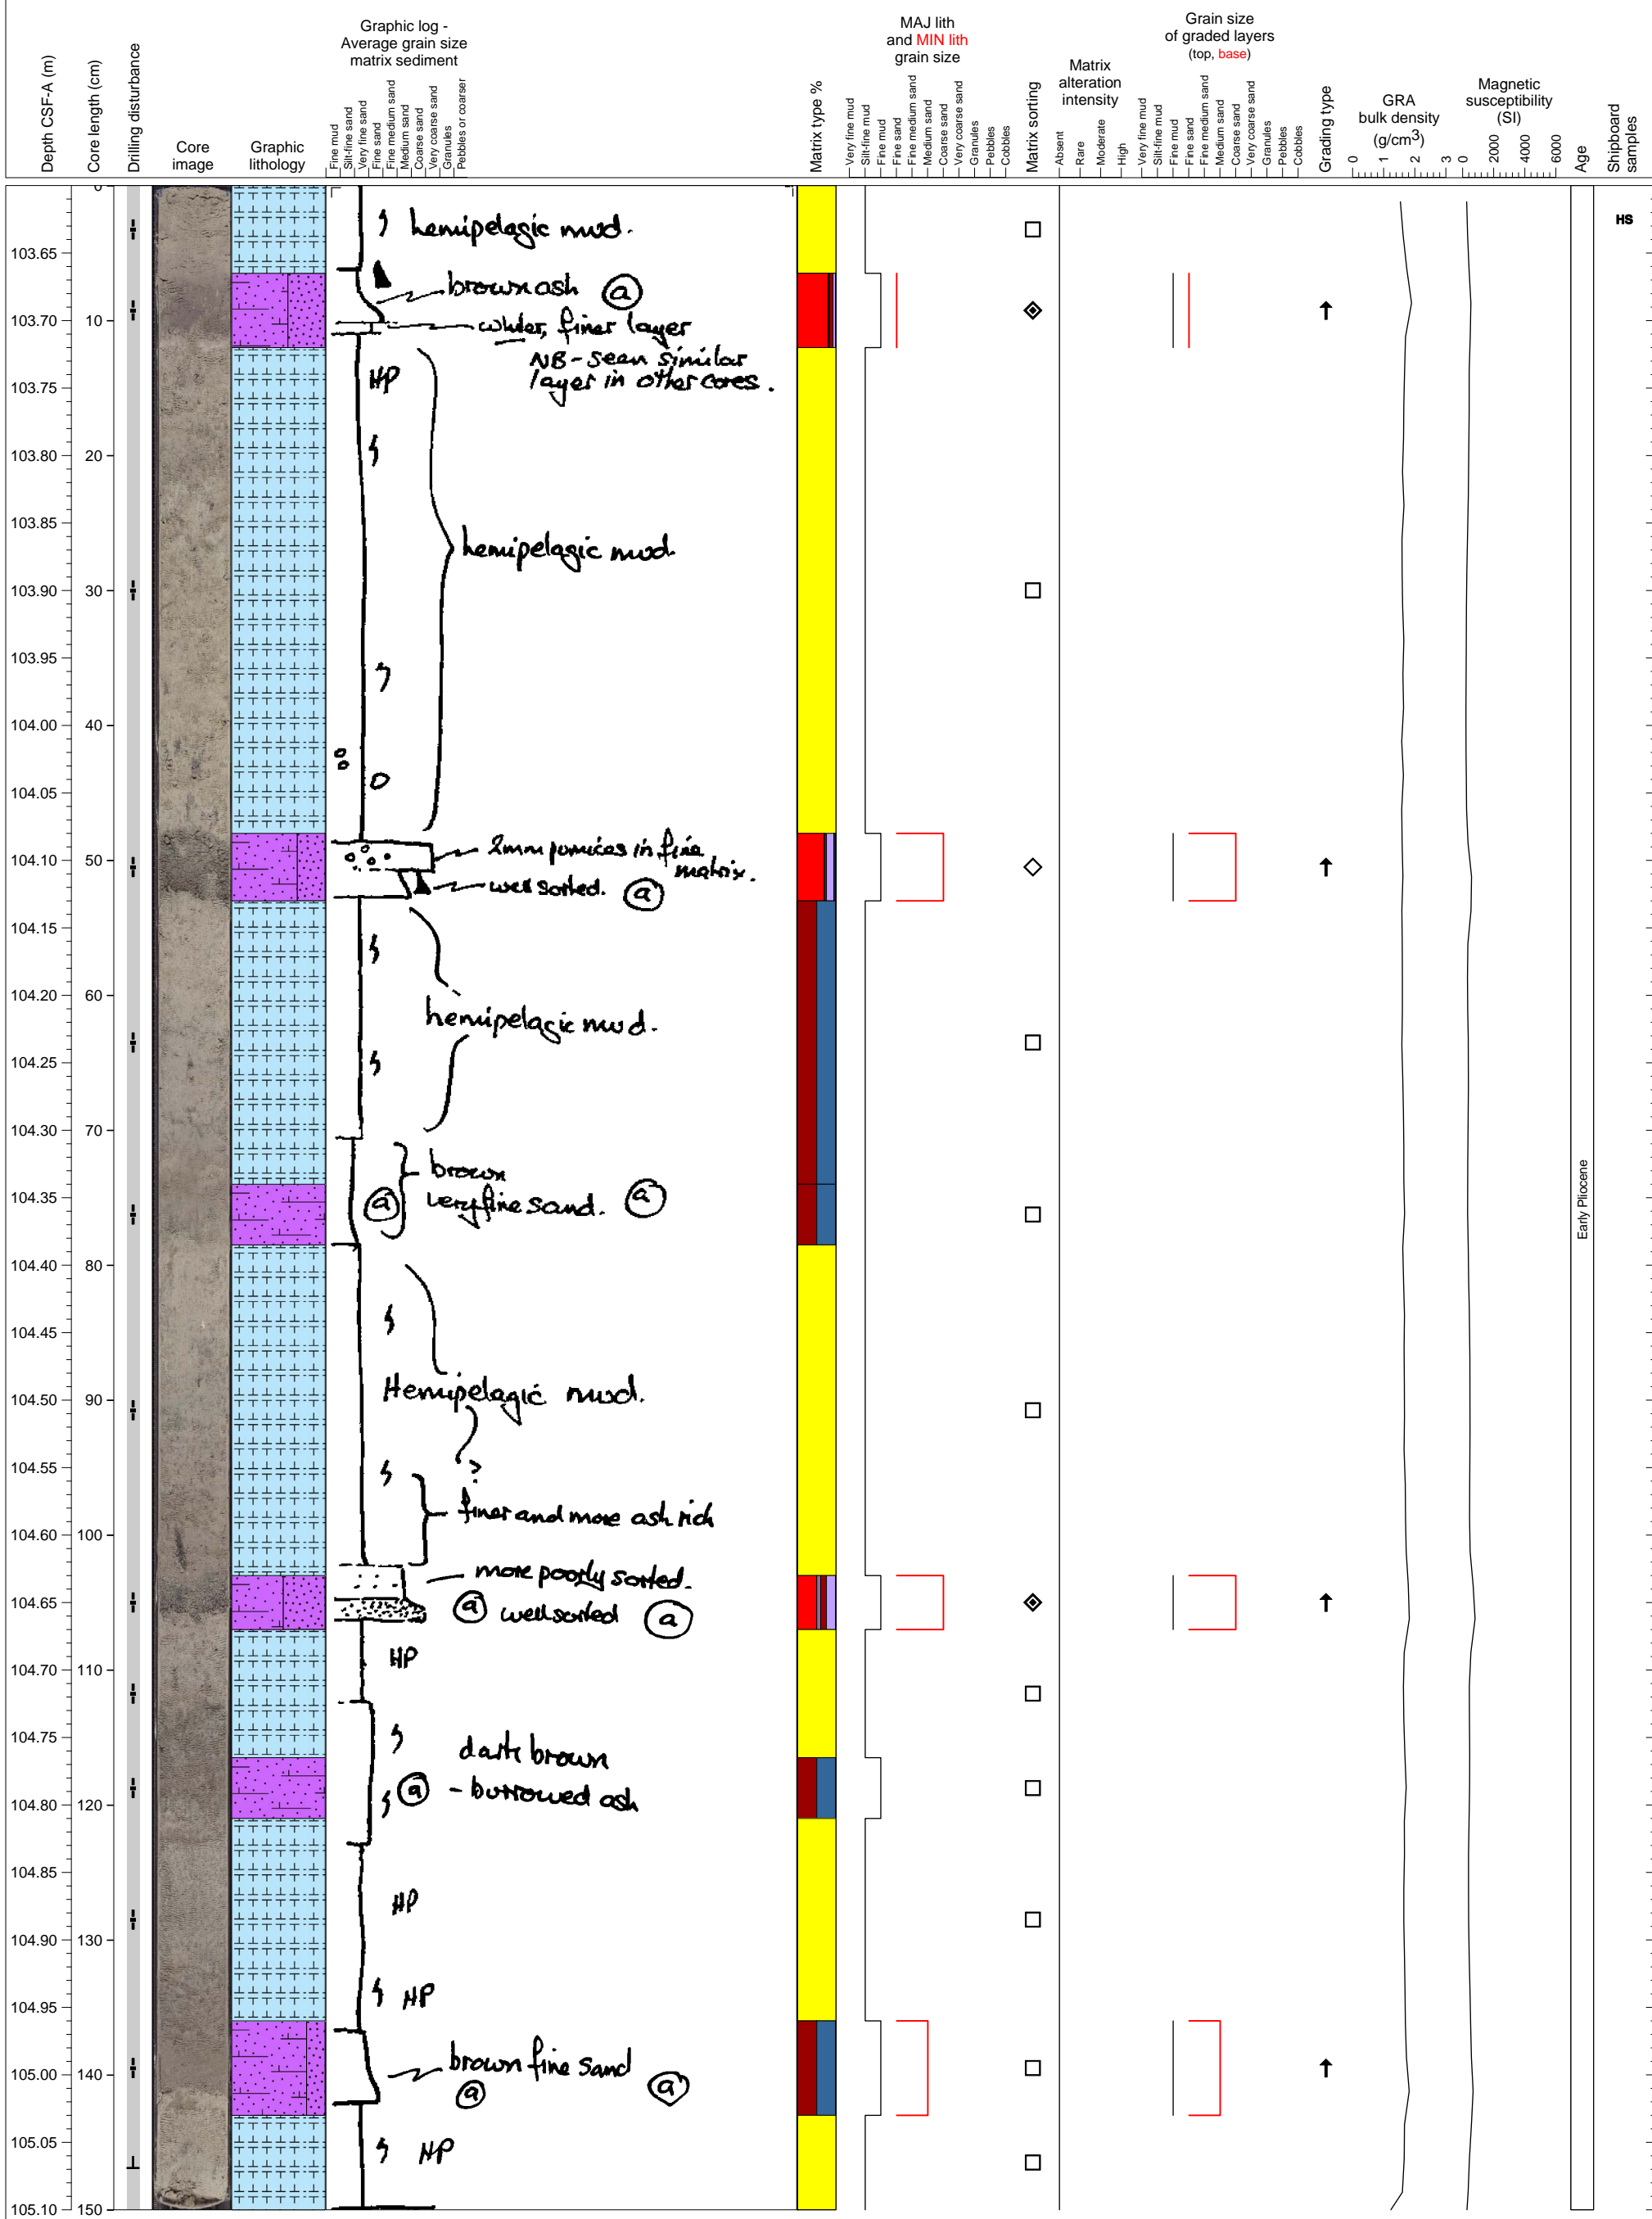 Depth CSF-A (m)
Core length (cm)
Drilling disturbance
Core
image
Graphic
lithology
Graphic log -
Average grain size
matrix sediment
Fine mud
Silt-fine sand
Very fine sand
Fine sand
Fine medium sand
Medium sand
Coarse sand
Very coarse sand
Granules
Pebbles or coarser
Matrix type %
MAJ lith
and MIN lith
grain size
Very fine mud
Silt-fine mud
Fine mud
Fine sand
Fine medium sand
Medium sand
Coarse sand
Very coarse sand
Granules
Pebbles
Cobbles
Matrix sorting
Matrix
alteration
intensity
Absent
Rare
Moderate
High
Grain size
of graded layers
(top, base)
Very fine mud
Silt-fine mud
Fine mud
Fine sand
Fine medium sand
Medium sand
Coarse sand
Very coarse sand
Granules
Pebbles
Cobbles
Grading type
GRA
bulk density
(g/cm3)
0 1 2 3
Magnetic
susceptibility
(SI)
0 2000 4000 6000
Age
Shipboard
samples
0
hemipelagic mud.
HS
103.65
brown ash a
103.70 10
whiter, finer layer
NB - seen similar
layer in other cores.
103.75
HP
103.80 20
103.85
hemipelagic mud.
103.90 30
103.95
104.00 40
104.05
104.10 50
2mm pumices in fine
matrix.
well sorted. a
104.15
104.20 60
hemipelagic mud.
104.25
104.30 70
brown
very fine sand. a
a
104.35
Early Pliocene
104.40 80
104.45
104.50 90
Hemipelagic mud.
104.55
?
finer and more ash rich
104.60 100
more poorly sorted.
104.65
a well sorted a
104.70 110
HP
104.75
dark brown
a - burrowed ash
104.80 120
104.85
HP
104.90 130
104.95
HP
105.00 140
brown fine sand
a a
105.05
HP
105.10 150